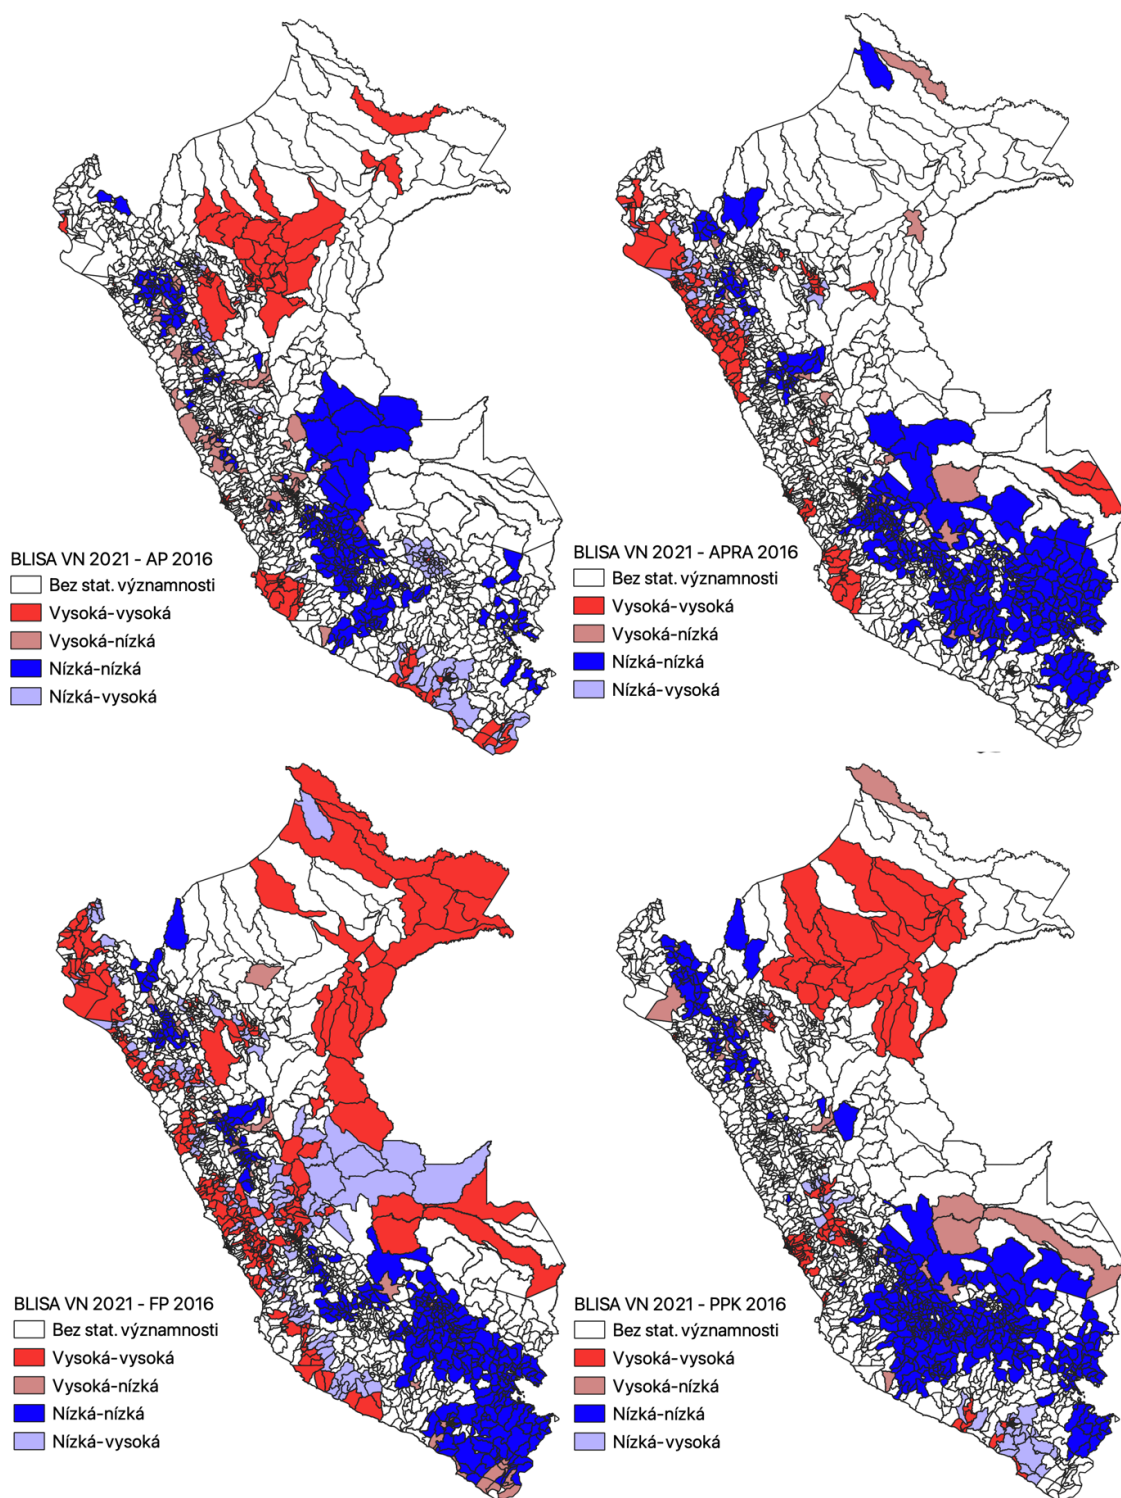 BLISA VN 2021 - AP 2016
Bez stat. významnosti
Vysoká-vysoká
Vysoká-nízká
Nízká-nízká
Nízká-vysoká
BLISA VN 2021 - APRA 2016
Bez stat. významnosti
Vysoká-vysoká
Vysoká-nízká
Nízká-nízká
Nízká-vysoká
BLISA VN 2021 - FP 2016
Bez stat. významnosti
Vysoká-vysoká
Vysoká-nízká
Nízká-nízká
Nízká-vysoká
BLISA VN 2021 - PPK 2016
Bez stat. významnosti
Vysoká-vysoká
Vysoká-nízká
Nízká-nízká
Nízká-vysoká